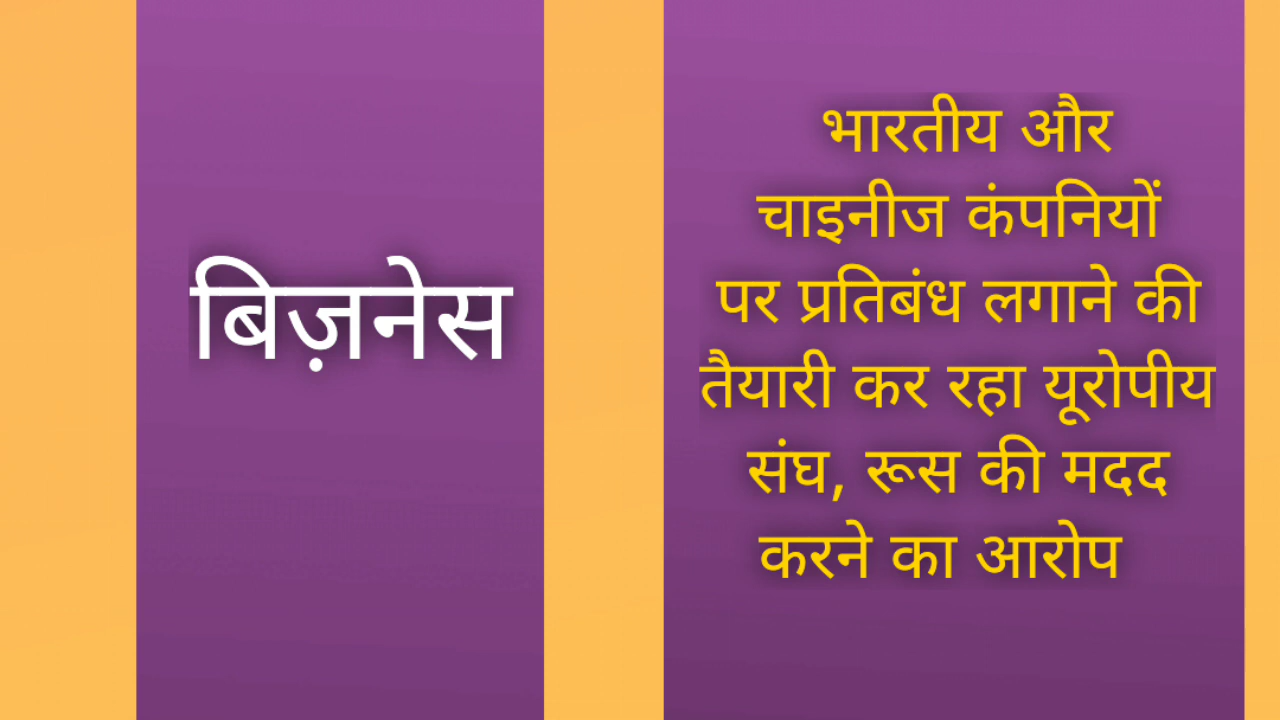 बिज़नेस
भारतीय और
चाइनीज कंपनियों
पर प्रतिबंध लगाने की
तैयारी कर रहा यूरोपीय
संघ, रूस की मदद
करने का आरोप